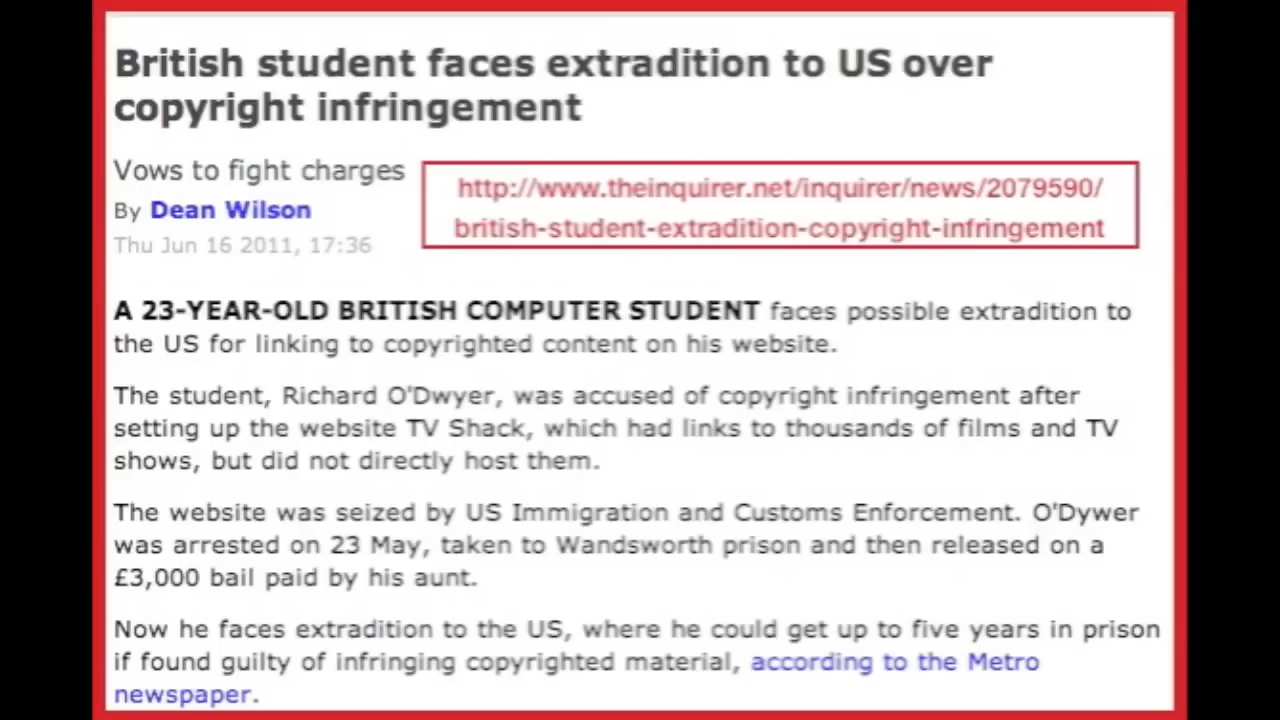 British student faces extradition to US over
copyright infringement
Vows to fight charges
By Dean Wilson
Thu Jun 16 2011, 17:36
http://www.theinquirer.net/inquirer/news/2079590/
british-student-extradition-copyright-infringement
A 23-YEAR-OLD BRITISH COMPUTER STUDENT faces possible extradition to
the US for linking to copyrighted content on his website.
The student, Richard O'Dwyer, was accused of copyright infringement after
setting up the website TV Shack, which had links to thousands of films and TV
shows, but did not directly host them.
The website was seized by US Immigration and Customs Enforcement. O'Dywer
was arrested on 23 May, taken to Wandsworth prison and then released on a
£3,000 bail paid by his aunt.
Now he faces extradition to the US, where he could get up to five years in prison
if found guilty of infringing copyrighted material, according to the Metro
newspaper.